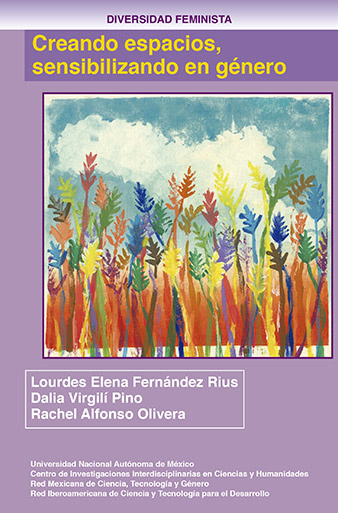 DIVERSIDAD FEMINISTA
Creando espacios,
sensibilizando en género
Lourdes Elena Fernández Rius
Dalia Virgilí Pino
Rachel Alfonso Olivera
Universidad Nacional Autónoma de México
Centro de Investigaciones Interdisciplinarias en Ciencias y Humanidades
Red Mexicana de Ciencia, Tecnología y Género
Red Iberoamericana de Ciencia y Tecnología para el Desarrollo